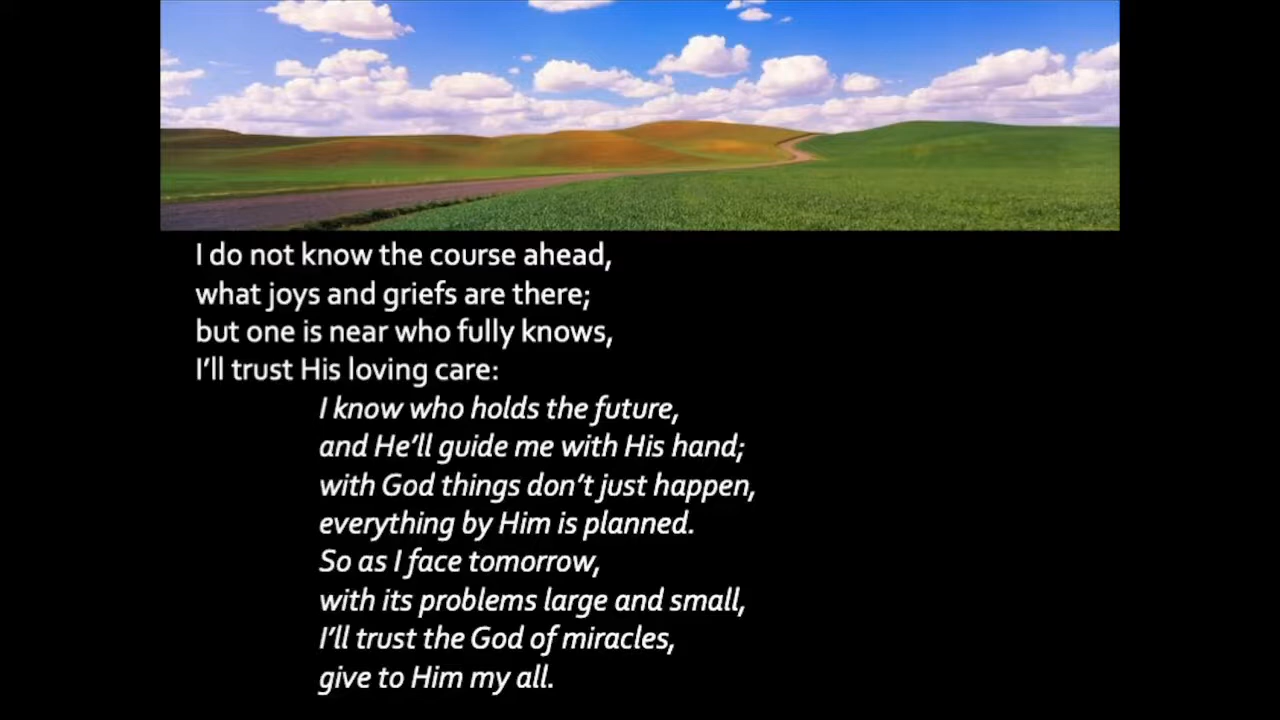 I do not know the course ahead,
what joys and griefs are there;
but one is near who fully knows,
I'll trust His loving care:
I know who holds the future,
and He'll guide me with His hand;
with God things don't just happen,
everything by Him is planned.
So as I face tomorrow,
with its problems large and small,
I'll trust the God of miracles,
give to Him my all.